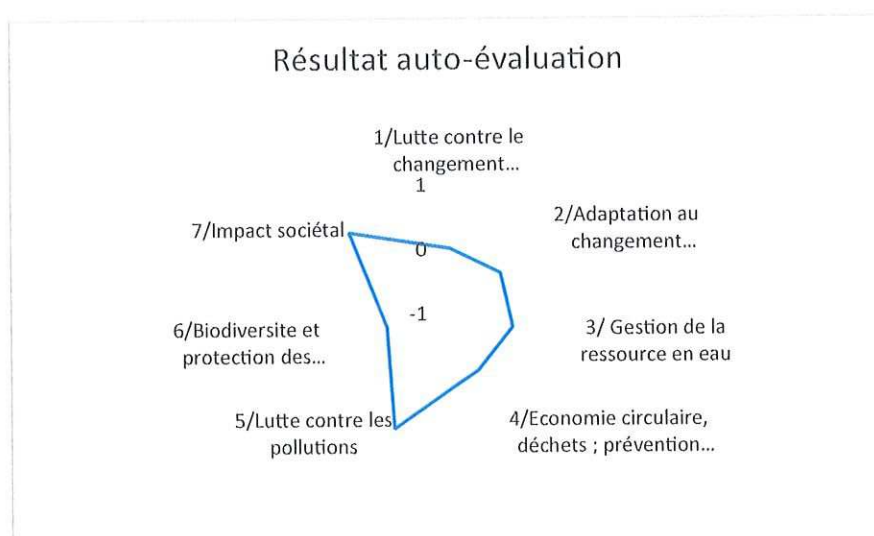 Résultat auto-évaluation
1/Lutte contre le
changement...
1
2/Adaptation au
changement...
7/Impact sociétal
0
-1
3/ Gestion de la
ressource en eau
6/Biodiversite et
protection des...
5/Lutte contre les
pollutions
4/Economie circulaire,
déchets ; prévention...